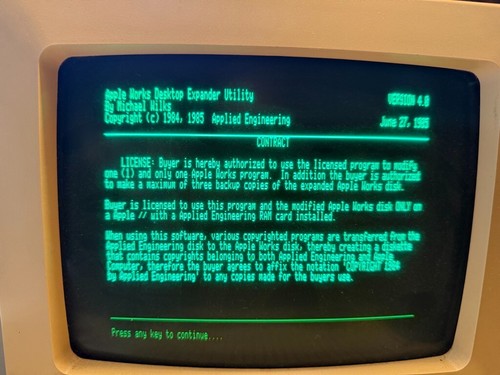 Apple Works Desktop Expander Utility VERSION 4.0
By Michael Wilks
Copyright (c) 1984, 1985 Applied Engineering June 27, 1985
CONTRACT
LICENSE: Buyer is hereby authorized to use the licensed program to modify
one (1) and only one Apple Works program. In addition the buyer is authorized
to make a maximum of three backup copies of the expanded Apple Works disk.
Buyer is licensed to use this program and the modified Apple Works disk ONLY on
a Apple // with a Applied Engineering RAM card installed.
When using this software, various copyrighted programs are transferred from the
Applied Engineering disk to the Apple Works disk, thereby creating a diskette
that contains copyrights belonging to both Applied Engineering and Apple
Computer, therefore the buyer agrees to affix the notation 'COPYRIGHT 1984
By Applied Engineering' to any copies made for the buyers use.
Press any key to continue....